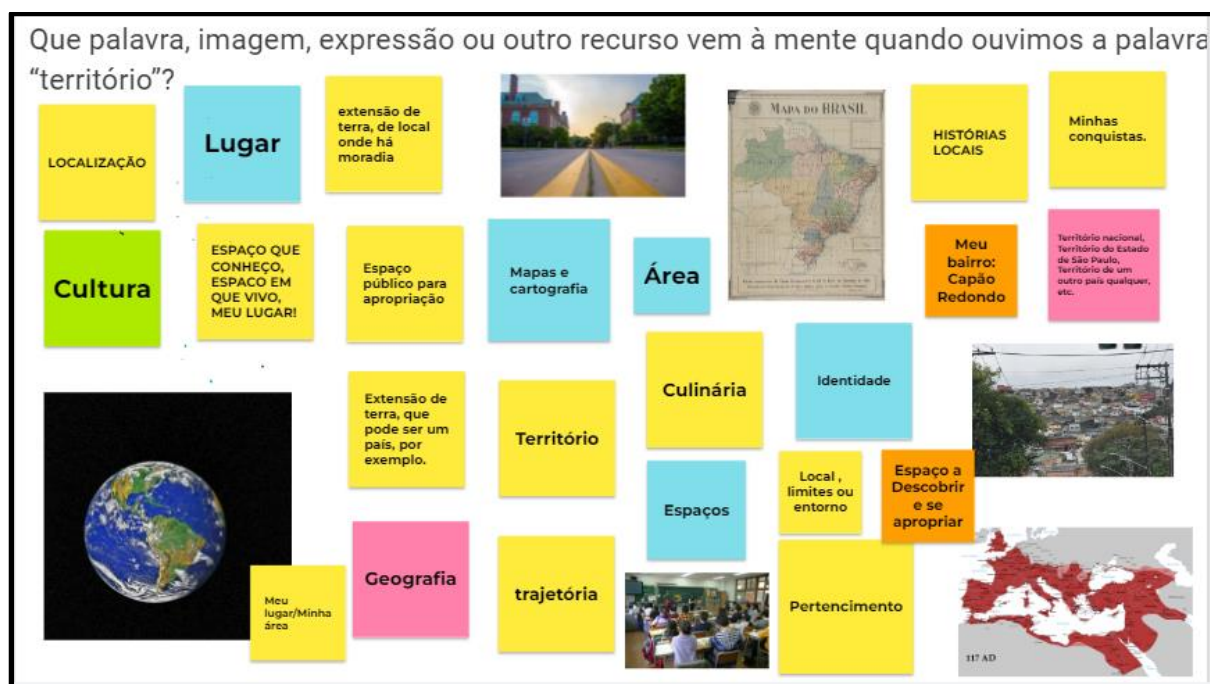 Que palavra, imagem, expressão ou outro recurso vem à mente quando ouvimos a palavra
“território”?
LOCALIZAÇÃO
Lugar
extensão de
terra, de local
onde há
moradia
MAPA DO BRASIL
HISTÓRIAS
LOCAIS
Minhas
conquistas.
Cultura
ESPAÇO QUE
CONHEÇO,
ESPACO EM
QUE VIVO,
MEU LUGAR!
Espaço
público para
apropriação
Mapas e
cartografia
Área
Meu
bairro:
Capão
Redondo
Território nacional,
Território do Estado
de São Paulo,
Território de um
outro país qualquer,
etc.
Extensão de
terra, que
pode ser um
país, por
exemplo.
Território
Culinária
Identidade
Espaços
Local ,
limites ou
entorno
Espaço a
Descobrir
e se
apropriar
Meu
lugar/Minha
área
Geografia
trajetória
Pertencimento
117 AD